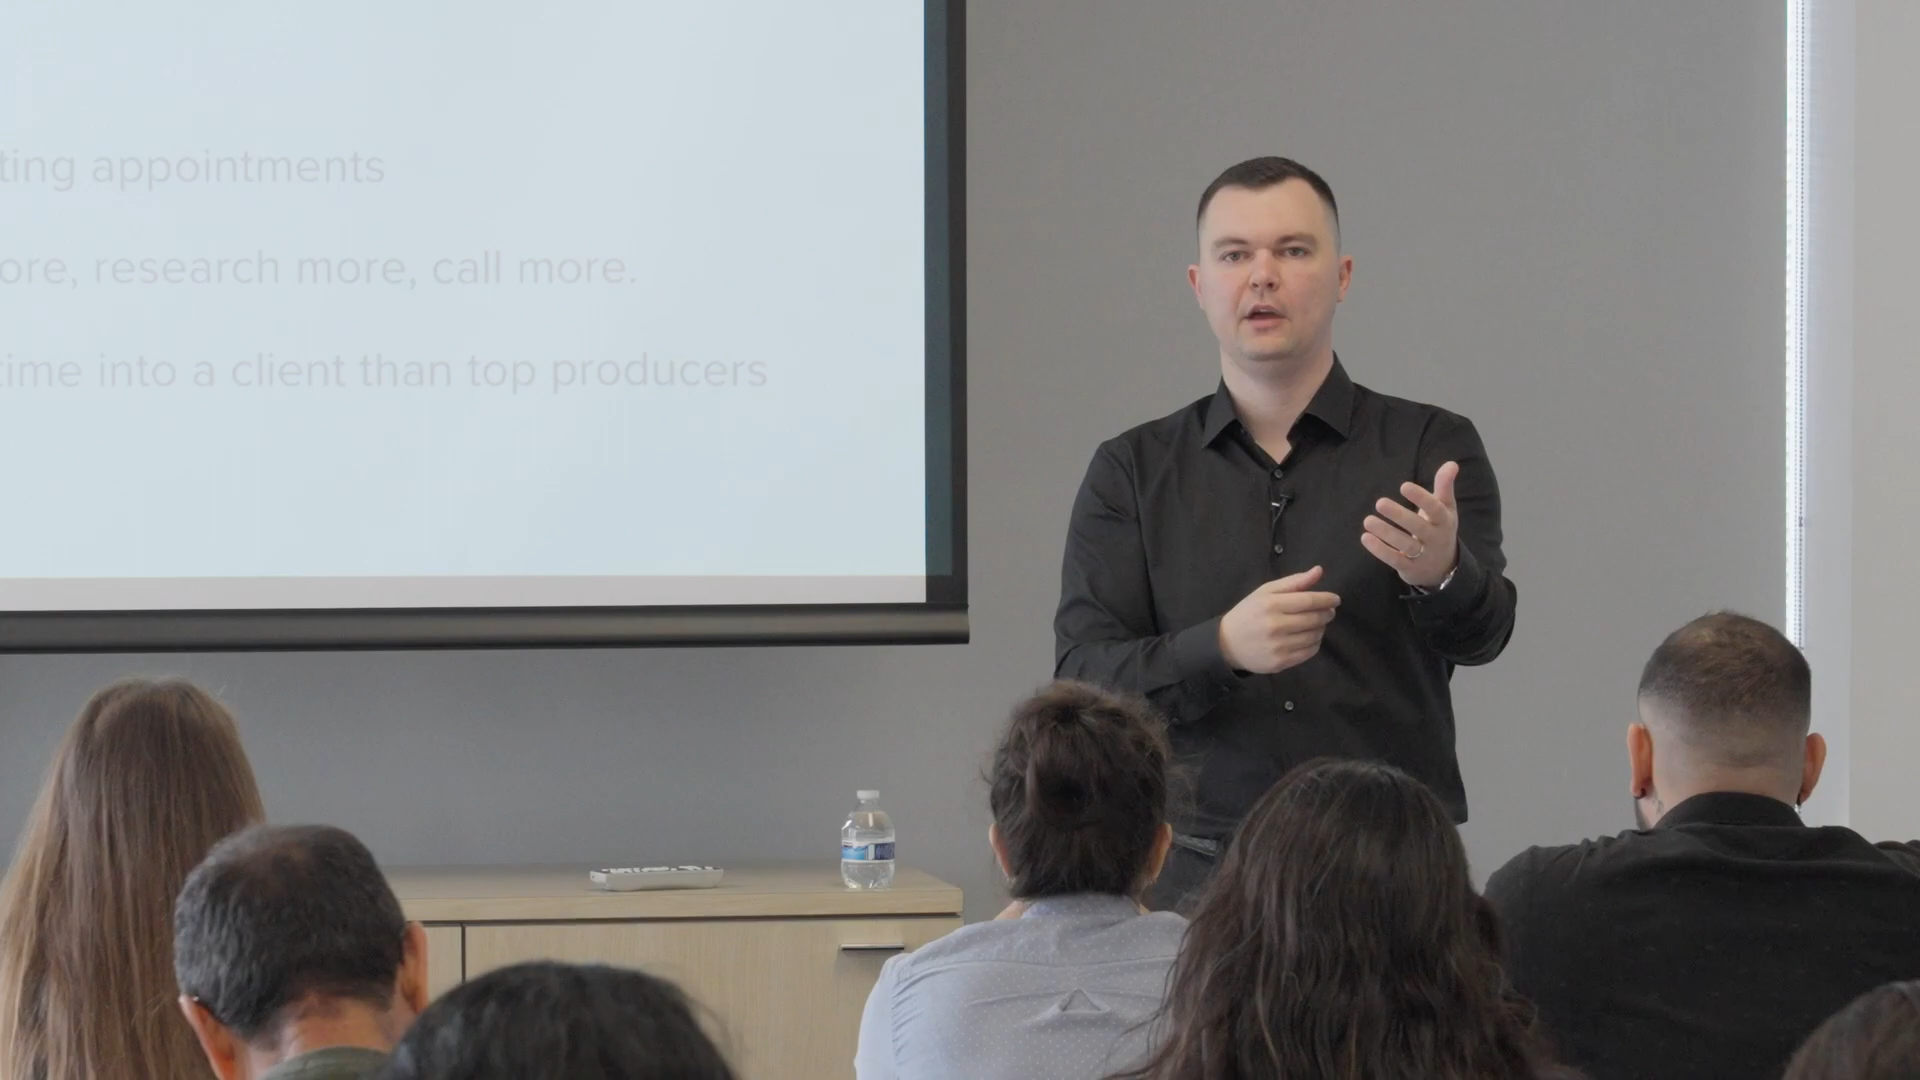 ting appointments
ore, research more, call more.
time into a client than top producers